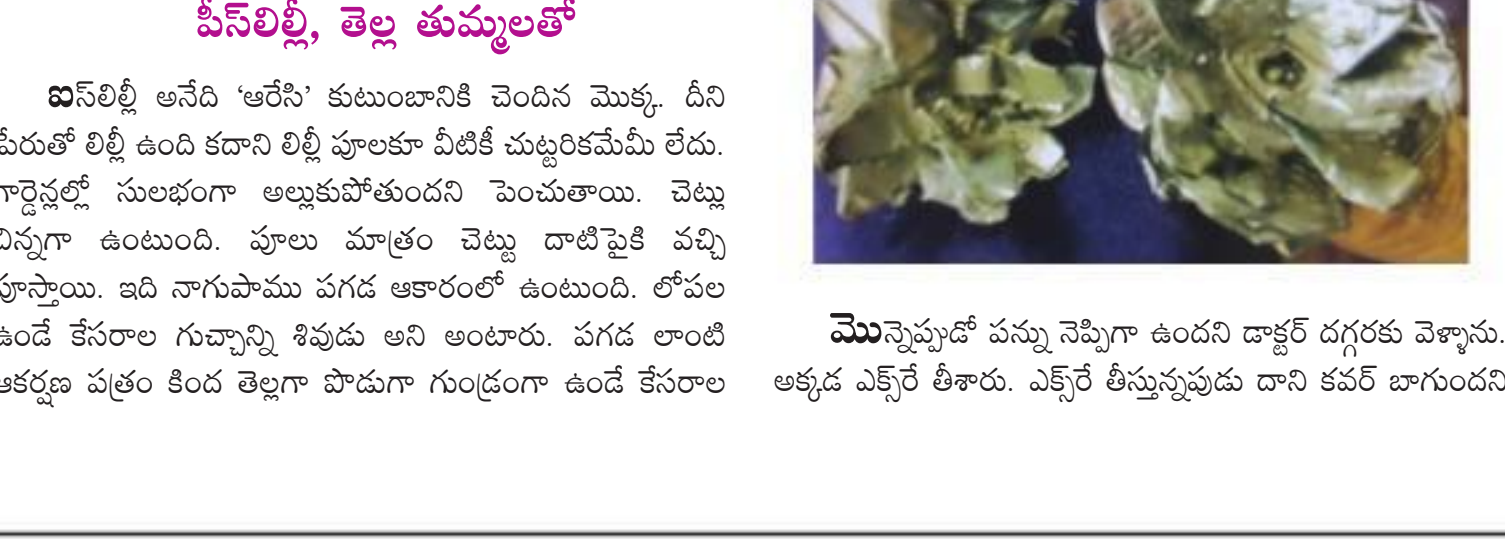 పీస్‌లిల్లీ, తెల్ల తుమ్మలతో
ఐస్‌లిల్లీ అనేది ‘ఆరేసి’ కుటుంబానికి చెందిన మొక్క. దీని
పేరుతో లిల్లీ ఉంది కదాని లిల్లీ పూలకూ వీటికీ చుట్టరికమేమీ లేదు.
గార్డెన్లల్లో సులభంగా అల్లుకుపోతుందని పెంచుతాయి. చెట్లు
చిన్నగా ఉంటుంది. పూలు మాత్రం చెట్టు దాటిపైకి వచ్చి
పూస్తాయి. ఇది నాగుపాము పగడ ఆకారంలో ఉంటుంది. లోపల
ఉండే కేసరాల గుచ్ఛాన్ని శివుడు అని అంటారు. పగడ లాంటి
ఆకర్షణ పత్రం కింద తెల్లగా పొడుగా గుండ్రంగా ఉండే కేసరాల
మొన్నెప్పుడో పన్ను నెప్పిగా ఉందని డాక్టర్ దగ్గరకు వెళ్ళాను.
అక్కడ ఎక్స్‌రే తీశారు. ఎక్స్‌రే తీస్తున్నపుడు దాని కవర్ బాగుందని